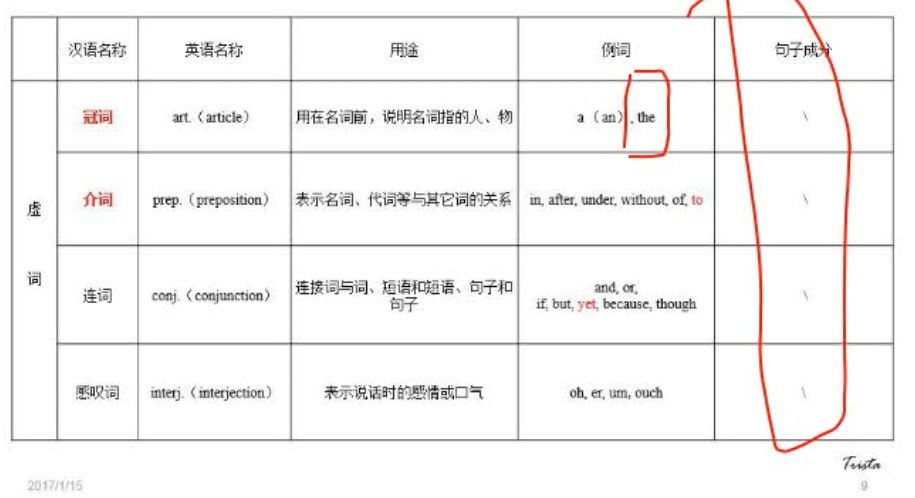 汉语名称 英语名称 用途 例词 句子成分
虚词
冠词 art.（article） 用在名词前，说明名词指的人、物 a（an）, the \
介词 prep.（preposition） 表示名词、代词等与其它词的关系 in, after, under, without, of, to \
连词 conj.（conjunction） 连接词与词、短语和短语、句子和
句子 and, or,
if, but, yet, because, though \
感叹词 interj.（interjection） 表示说话时的感情或口气 oh, er, um, ouch \
Trista
2017/1/15 9